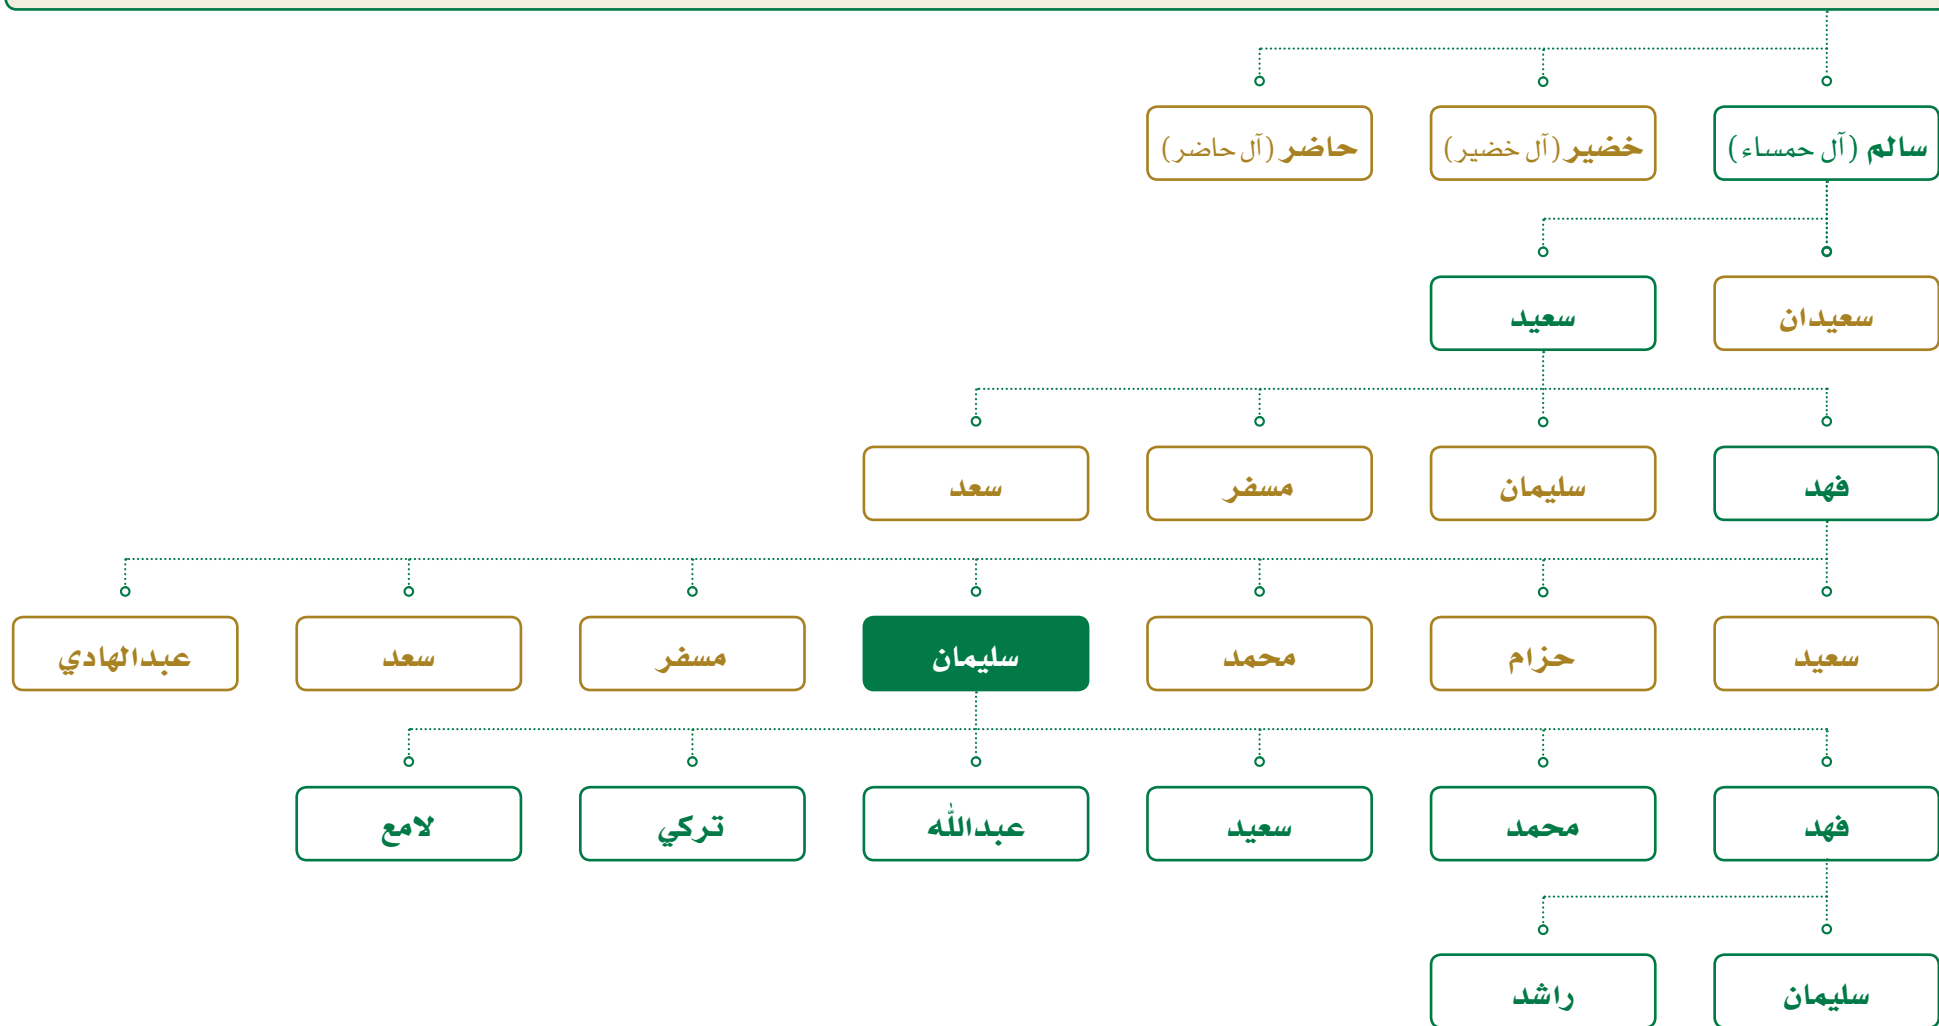 سالم (آل حمساء)
خضير (آل خضير)
حاضر (آل حاضر)
سعيدان
سعيد
فهد
سليمان
مسفر
سعد
سعيد
حزام
محمد
سليمان
مسفر
سعد
عبدالهادي
فهد
محمد
سعيد
عبدالله
تركي
لامع
سليمان
راشد